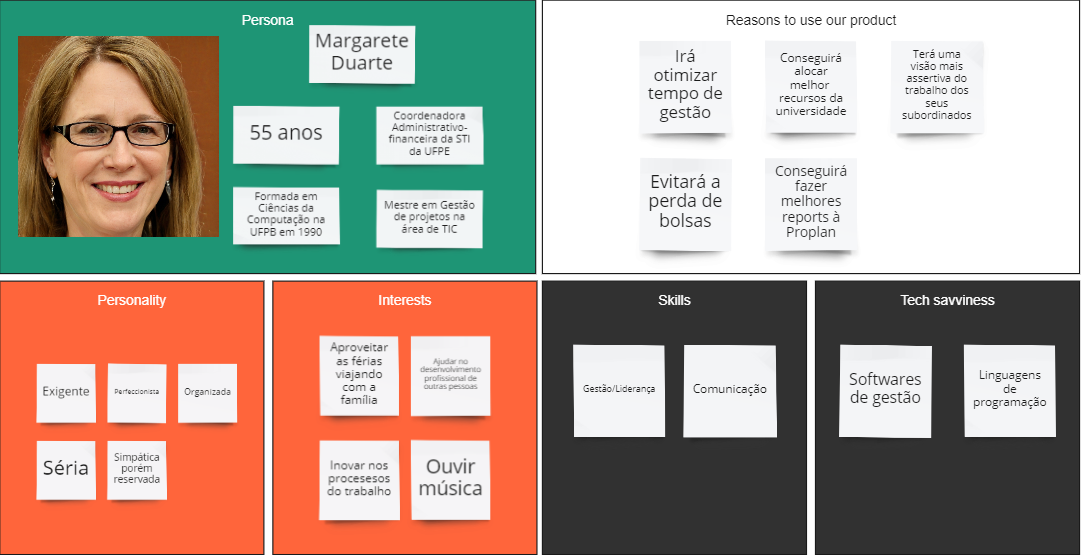 Persona
Margarete
Duarte
55 anos
Coordenadora
Administrativo-
financeira da STI
da UFPE
Formada em
Ciências da
Computação na
UFPB em 1990
Mestre em Gestão
de projetos na
área de TIC
Reasons to use our product
Irá
otimizar
tempo de
gestão
Conseguirá
alocar
melhor
recursos da
universidade
Terá uma
visão mais
assertiva do
trabalho dos
seus
subordinados
Evitará a
perda de
bolsas
Conseguirá
fazer
melhores
reports à
Proplan
Personality
Exigente
Perfeccionista
Organizada
Séria
Simpática
porém
reservada
Interests
Aproveitar
as férias
viajando
com a
família
Ajudar no
desenvolvimento
profissional de
outras pessoas
Inovar nos
procesesos
do trabalho
Ouvir
música
Skills
Gestão/Liderança
Comunicação
Tech savviness
Softwares
de gestão
Linguagens
de
programação